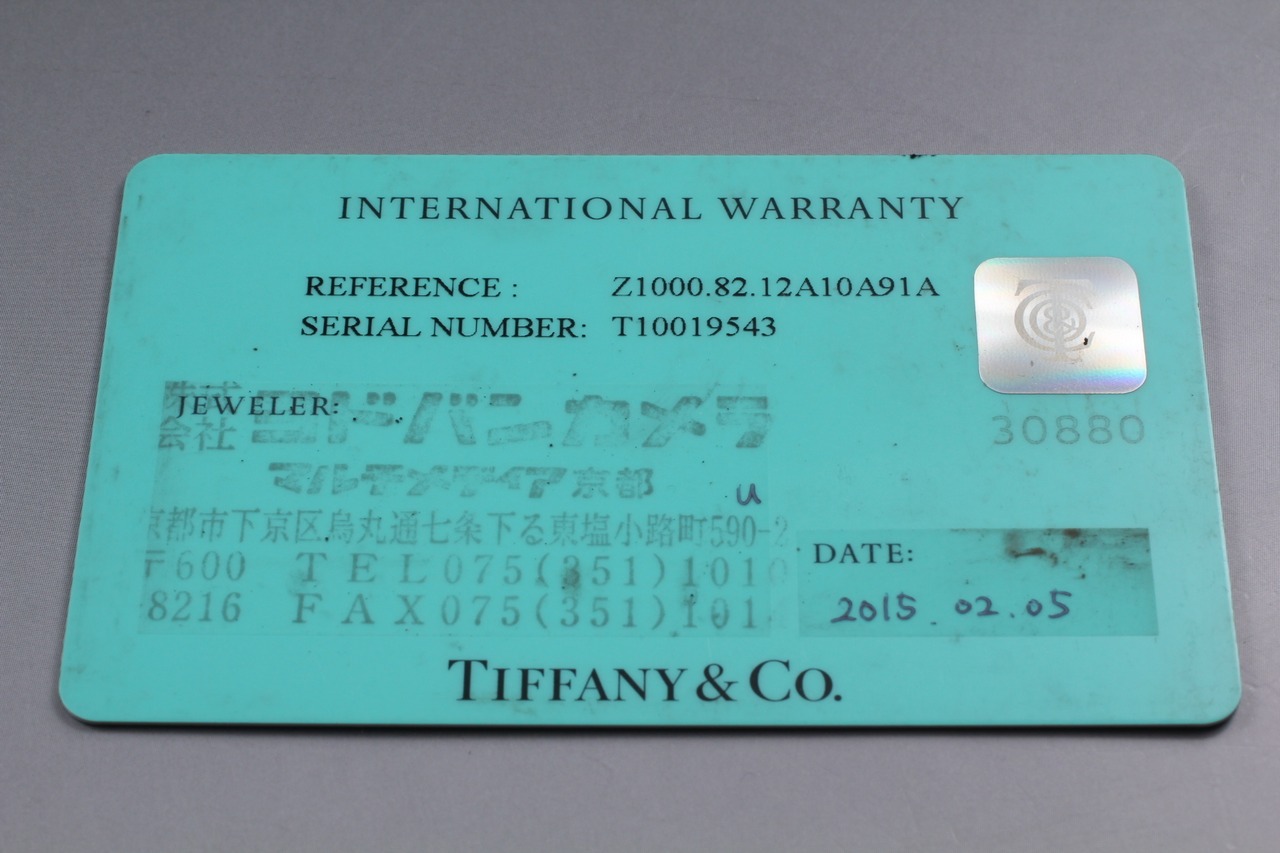 INTERNATIONAL WARRANTY
REFERENCE : Z1000.82.12A10A91A
SERIAL NUMBER: T10019543
JEWELER:
株式会社 ヨドバシカメラ
30880
マルチメディア京都
u
京都市下京区烏丸通七条下る東塩小路町590-2
〒600 TEL075(351)1010
8216 FAX075(351)101
DATE:
2015.02.05
TIFFANY & CO.